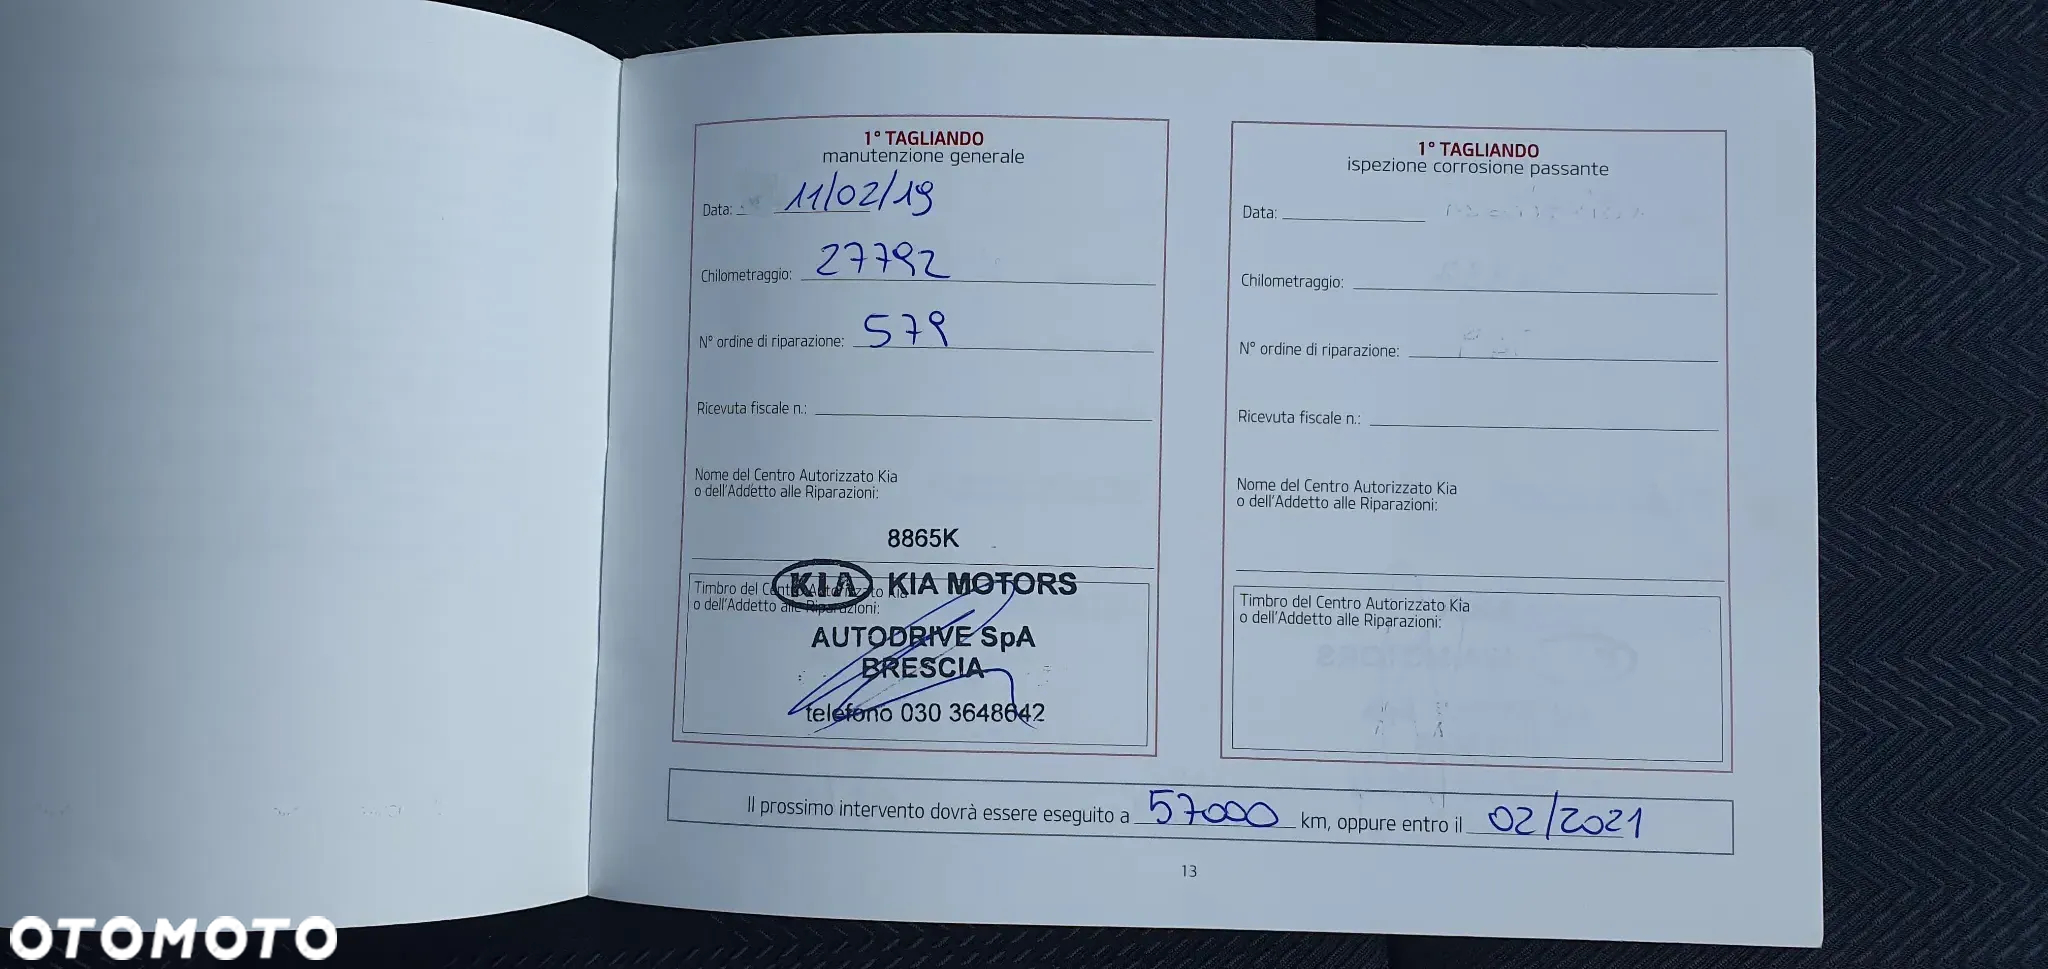 1° TAGLIANDO
manutenzione generale
Data: 11/02/19
Chilometraggio: 27792
N° ordine di riparazione: 579
Ricevuta fiscale n.:
Nome del Centro Autorizzato Kia
o dell'Addetto alle Riparazioni:
8865K
Timbro del Centro Autorizzato Kia
o dell'Addetto alle Riparazioni:
KIA KIA MOTORS
AUTODRIVE SpA
BRESCIA
telefono 030 3648642
1° TAGLIANDO
ispezione corrosione passante
Data:
Chilometraggio:
N° ordine di riparazione:
Ricevuta fiscale n.:
Nome del Centro Autorizzato Kia
o dell'Addetto alle Riparazioni:
Timbro del Centro Autorizzato Kia
o dell'Addetto alle Riparazioni:
Il prossimo intervento dovrà essere eseguito a 57000 km, oppure entro il 02/2021
13
OTOMOTO